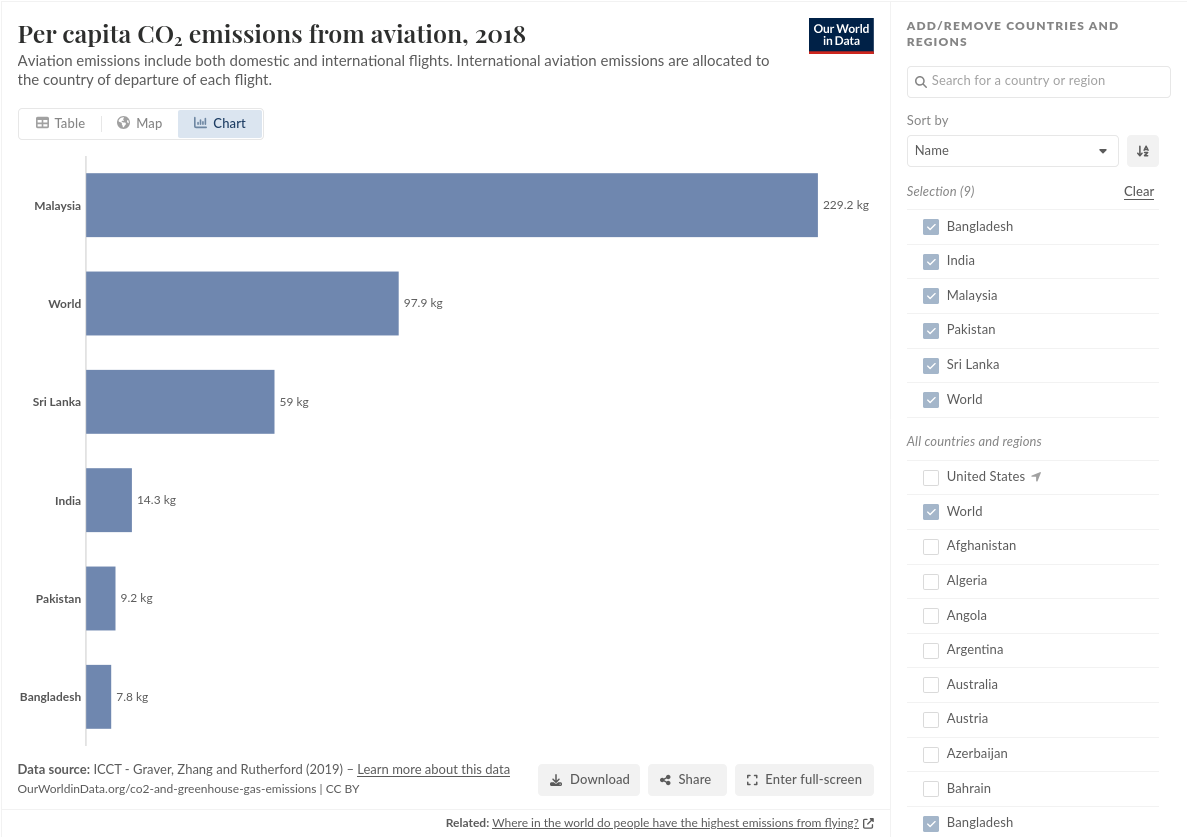 Per capita CO₂ emissions from aviation, 2018
Aviation emissions include both domestic and international flights. International aviation emissions are allocated to
the country of departure of each flight.
Our World
in Data
Table
Map
Chart
Malaysia
229.2 kg
World
97.9 kg
Sri Lanka
59 kg
India
14.3 kg
Pakistan
9.2 kg
Bangladesh
7.8 kg
Data source: ICCT - Graver, Zhang and Rutherford (2019) – Learn more about this data
OurWorldinData.org/co2-and-greenhouse-gas-emissions | CC BY
Download
Share
Enter full-screen
Related: Where in the world do people have the highest emissions from flying?
ADD/REMOVE COUNTRIES AND
REGIONS
Search for a country or region
Sort by
Name
Selection (9)
Clear
Bangladesh
India
Malaysia
Pakistan
Sri Lanka
World
All countries and regions
United States
World
Afghanistan
Algeria
Angola
Argentina
Australia
Austria
Azerbaijan
Bahrain
Bangladesh